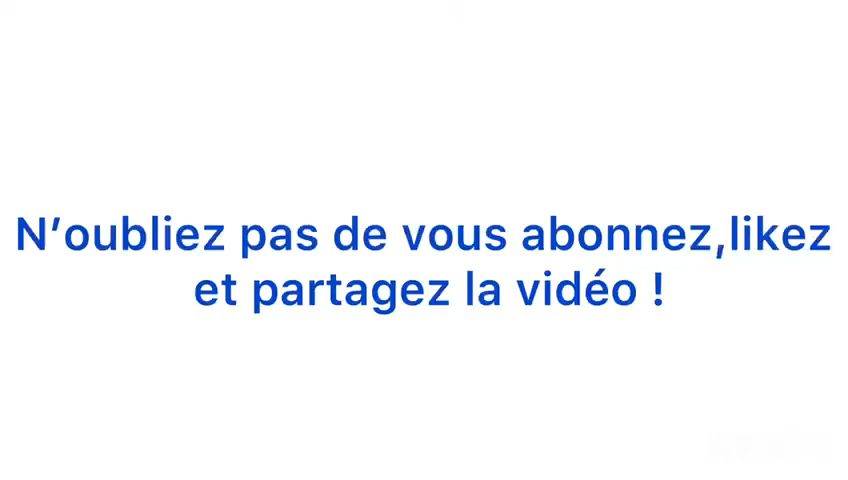 N’oubliez pas de vous abonnez,likez
et partagez la vidéo !